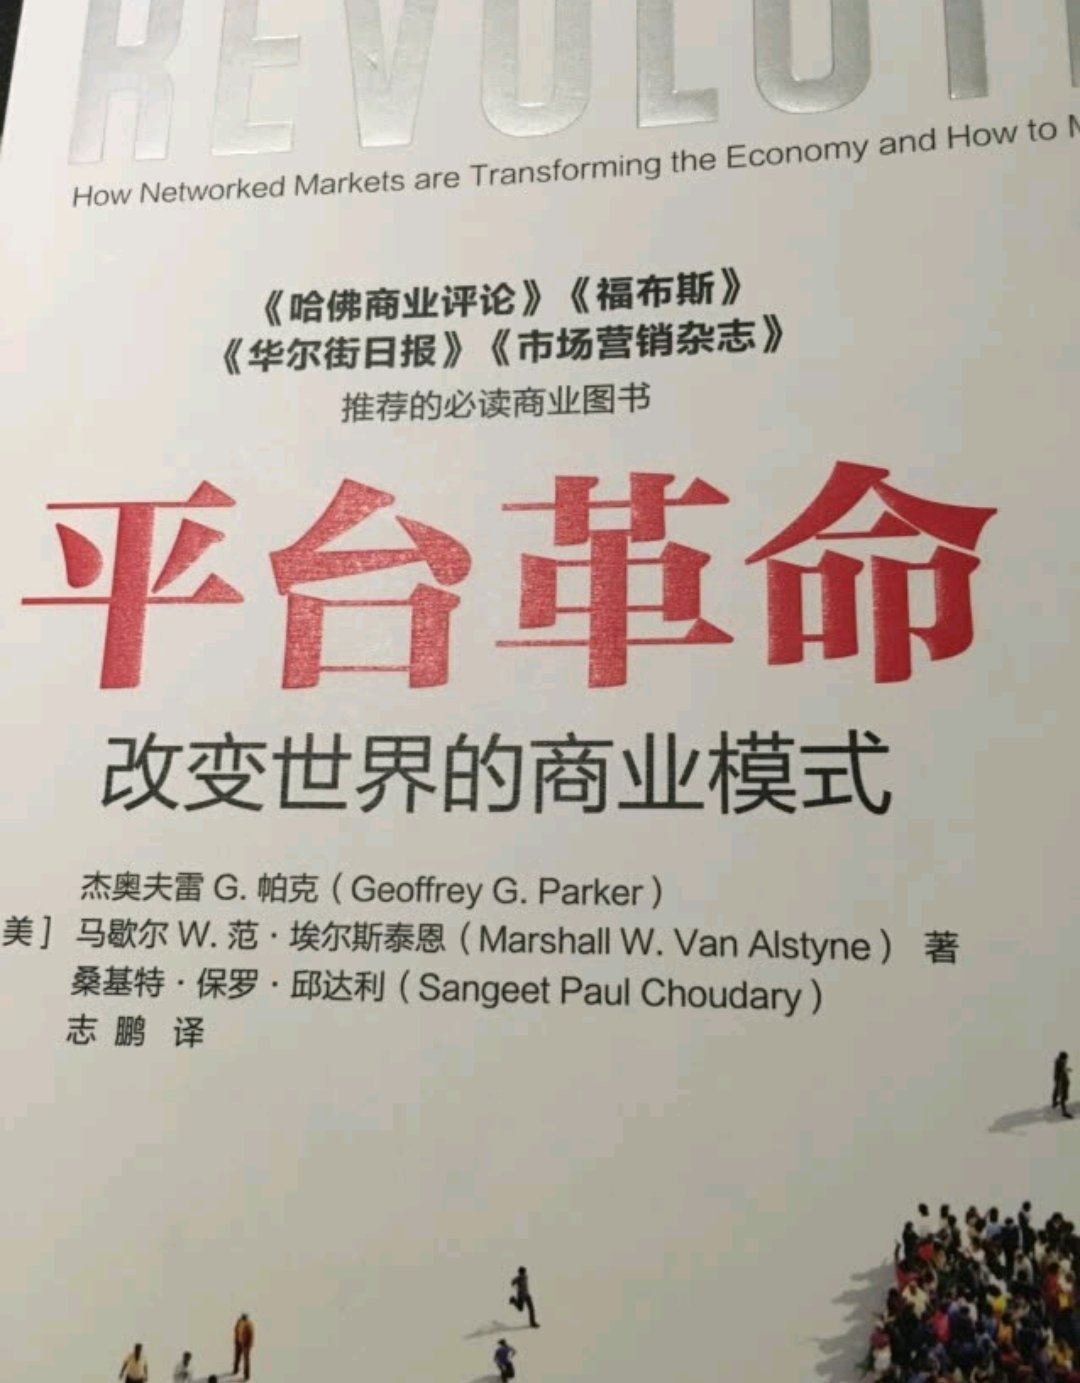 REVOLUTI
How Networked Markets are Transforming the Economy and How to M
《哈佛商业评论》《福布斯》
《华尔街日报》《市场营销杂志》
推荐的必读商业图书
平台革命
改变世界的商业模式
杰奥夫雷 G. 帕克（Geoffrey G. Parker）
美］ 马歇尔 W. 范·埃尔斯泰恩（Marshall W. Van Alstyne） 著
桑基特·保罗·邱达利（Sangeet Paul Choudary）
志 鹏 译